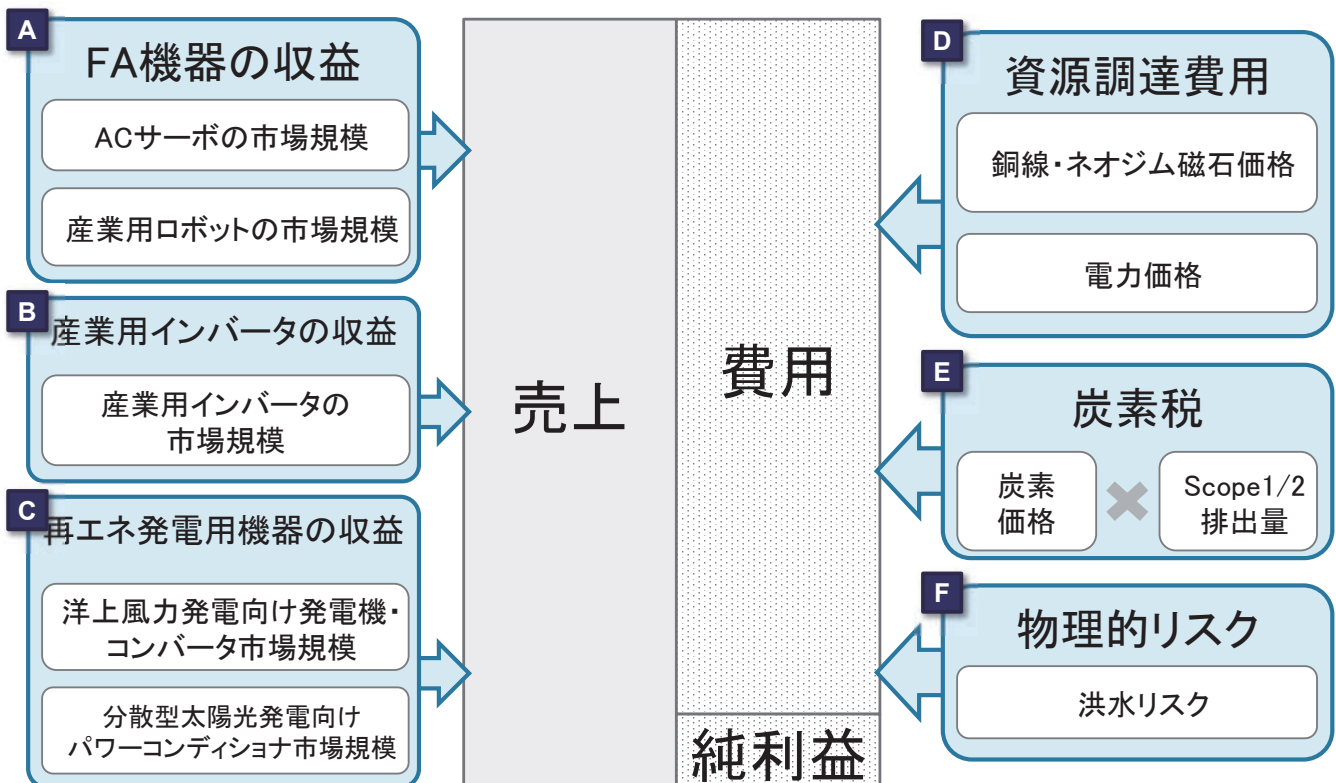 A
FA機器の収益
ACサーボの市場規模
産業用ロボットの市場規模
B
産業用インバータの収益
産業用インバータの
市場規模
C
再エネ発電用機器の収益
洋上風力発電向け発電機・
コンバータ市場規模
分散型太陽光発電向け
パワーコンディショナ市場規模
売上
費用
純利益
D
資源調達費用
銅線・ネオジム磁石価格
電力価格
E
炭素税
炭素
価格
✖
Scope1/2
排出量
F
物理的リスク
洪水リスク